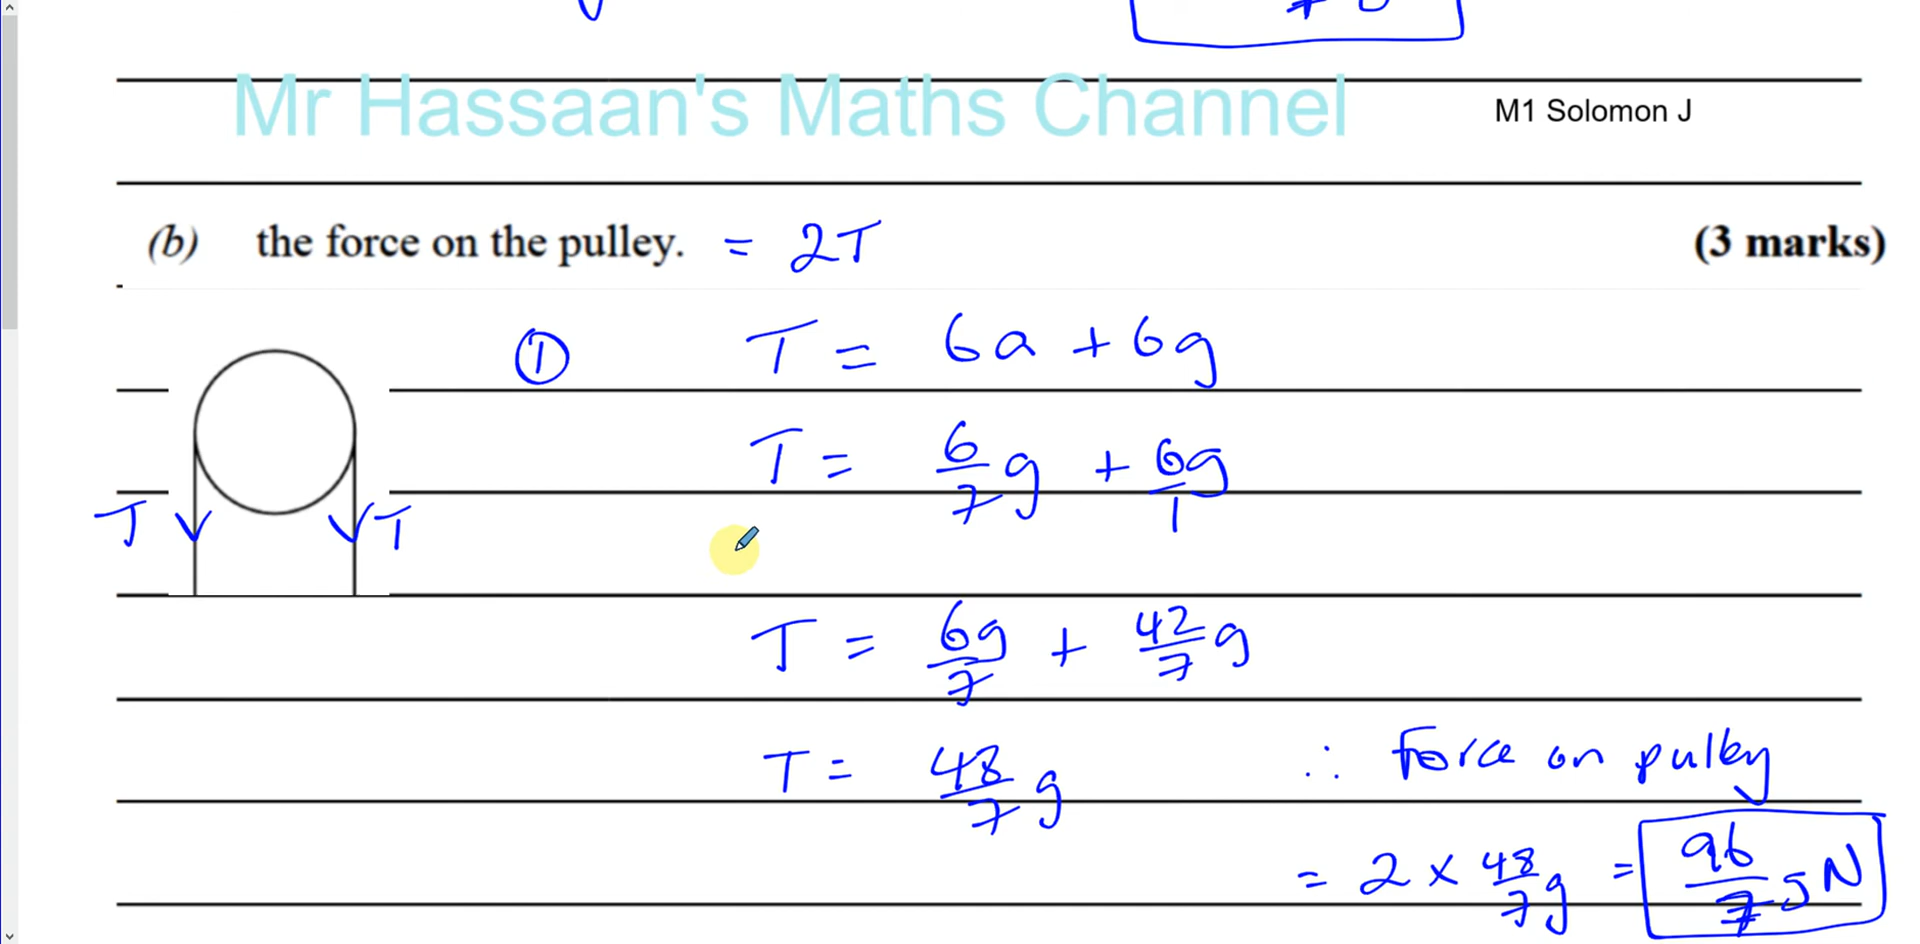 Mr Hassaan's Maths Channel
M1 Solomon J
(b) the force on the pulley. = 2T (3 marks)
① T = 6a + 6g
T = 6/7 g + 6g/1
T T
T = 6g/7 + 42/7 g
T = 48/7 g ∴ Force on pulley
= 2 × 48/7 g = 96/7 g N